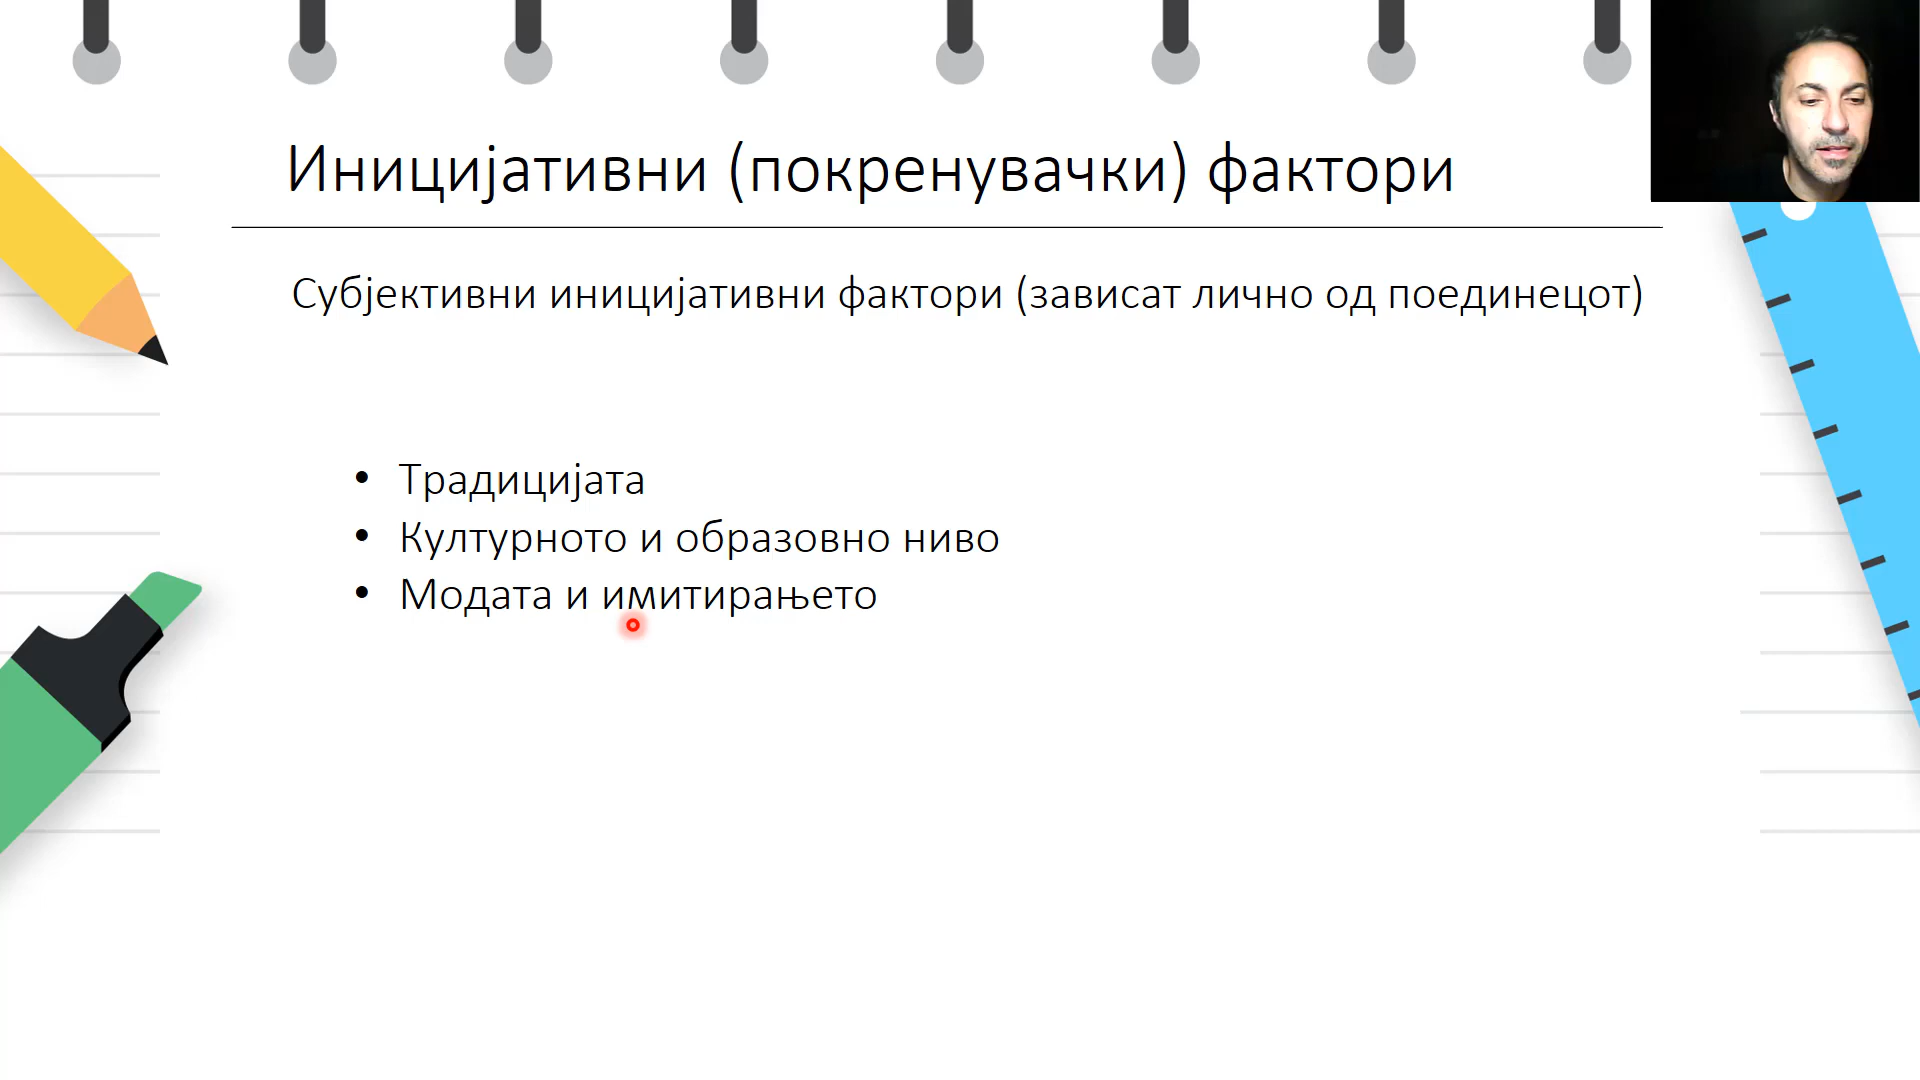 Иницијативни (покренувачки) фактори
Субјективни иницијативни фактори (зависат лично од поединецот)
• Традицијата
• Културното и образовно ниво
• Модата и имитирањето